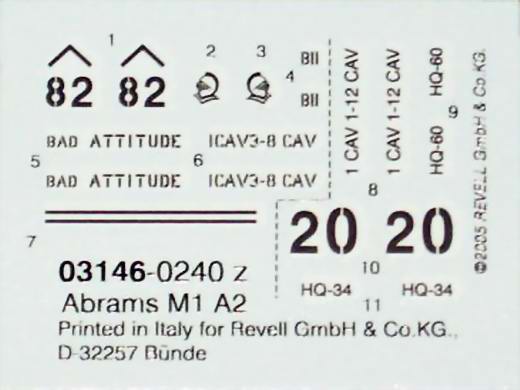 1
82 82
2 3
4
BII
BII
BAD ATTITUDE 1CAV3-8 CAV
5 6
BAD ATTITUDE 1CAV3-8 CAV
7
1 CAV 1-12 CAV
1 CAV 1-12 CAV
HQ-60
HQ-60
9
8
20 20
10
HQ-34 HQ-34
11
03146-0240 z
Abrams M1 A2
Printed in Italy for Revell GmbH & Co.KG.,
D-32257 Bünde
©2005 REVELL GmbH & Co.KG.